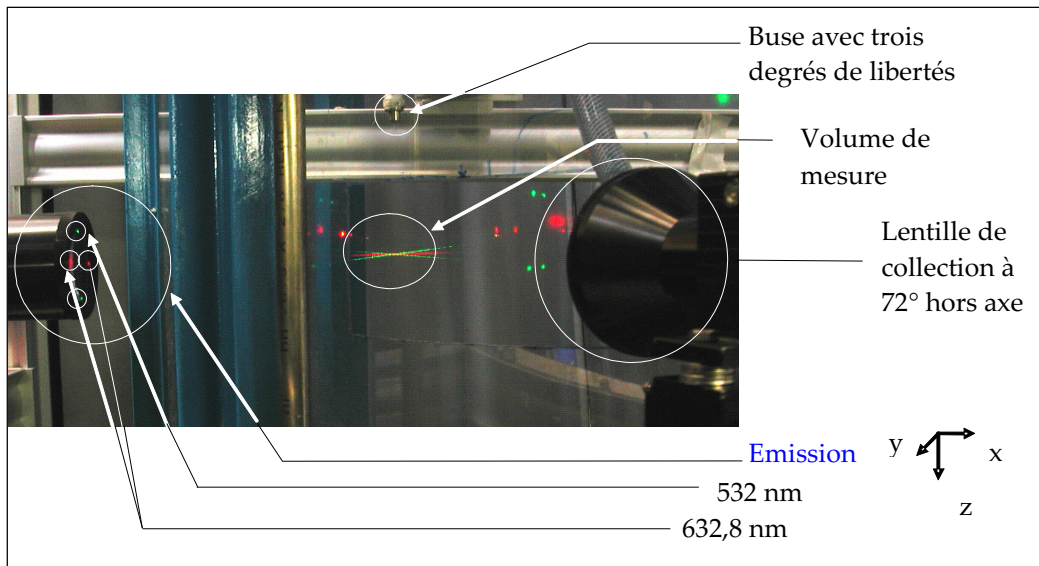 Buse avec trois
degrés de libertés
Volume de
mesure
Lentille de
collection à
72° hors axe
Emission
y
x
z
532 nm
632,8 nm